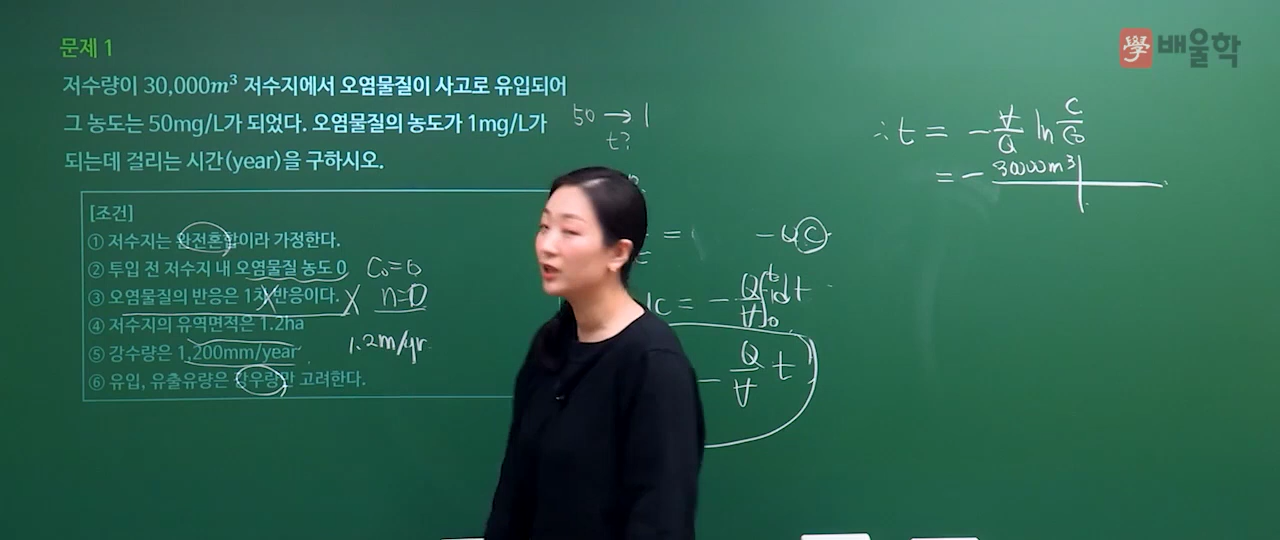 문제 1
學 배울학
저수량이 30,000m³ 저수지에서 오염물질이 사고로 유입되어
그 농도는 50mg/L가 되었다. 오염물질의 농도가 1mg/L가
되는데 걸리는 시간(year)을 구하시오.
50 → 1
t?
[조건]
① 저수지는 완전혼합이라 가정한다.
② 투입 전 저수지 내 오염물질 농도 0
C₀=0
③ 오염물질의 반응은 1차 반응이다.
X n=0
④ 저수지의 유역면적은 1.2ha
⑤ 강수량은 1,200mm/year
1.2m/yr
⑥ 유입, 유출유량은 강우량만 고려한다.
= - QC
dC = - Q/V ∫₀ᵗ dt
- Q/V t
∴ t = - V/Q ln C/C₀
= - 30000m³